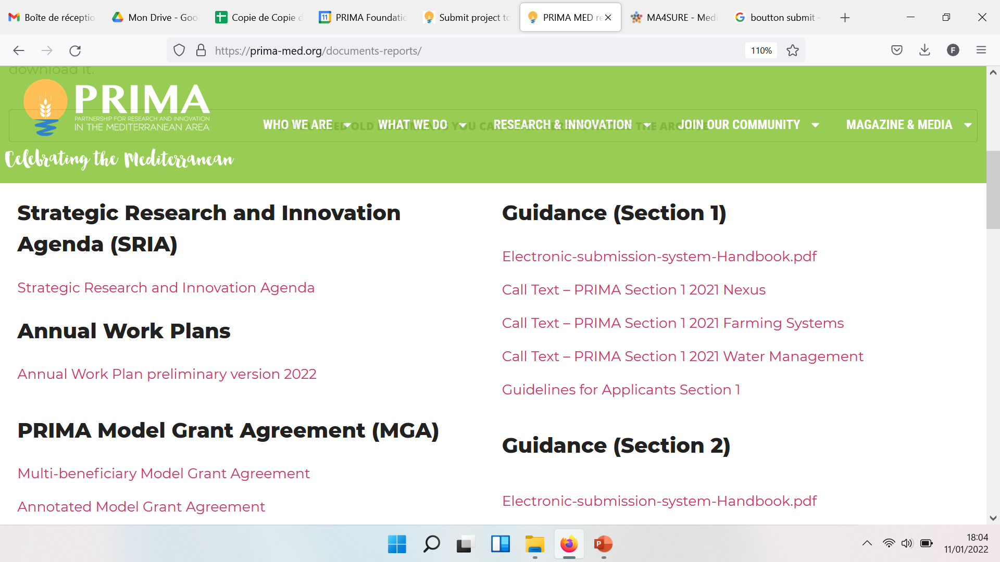 Boîte de réceptio
Mon Drive - Goo
Copie de Copie d
PRIMA Foundatio
Submit project to
PRIMA MED re
MA4SURE - Medi
boutton submit -
https://prima-med.org/documents-reports/
110%
F
download it.
PRIMA
PARTNERSHIP FOR RESEARCH AND INNOVATION
IN THE MEDITERRANEAN AREA
Celebrating the Mediterranean
WHO WE ARE
WHAT WE DO
RESEARCH & INNOVATION
JOIN OUR COMMUNITY
MAGAZINE & MEDIA
Strategic Research and Innovation
Agenda (SRIA)
Strategic Research and Innovation Agenda
Annual Work Plans
Annual Work Plan preliminary version 2022
PRIMA Model Grant Agreement (MGA)
Multi-beneficiary Model Grant Agreement
Annotated Model Grant Agreement
Guidance (Section 1)
Electronic-submission-system-Handbook.pdf
Call Text – PRIMA Section 1 2021 Nexus
Call Text – PRIMA Section 1 2021 Farming Systems
Call Text – PRIMA Section 1 2021 Water Management
Guidelines for Applicants Section 1
Guidance (Section 2)
Electronic-submission-system-Handbook.pdf
18:04
11/01/2022